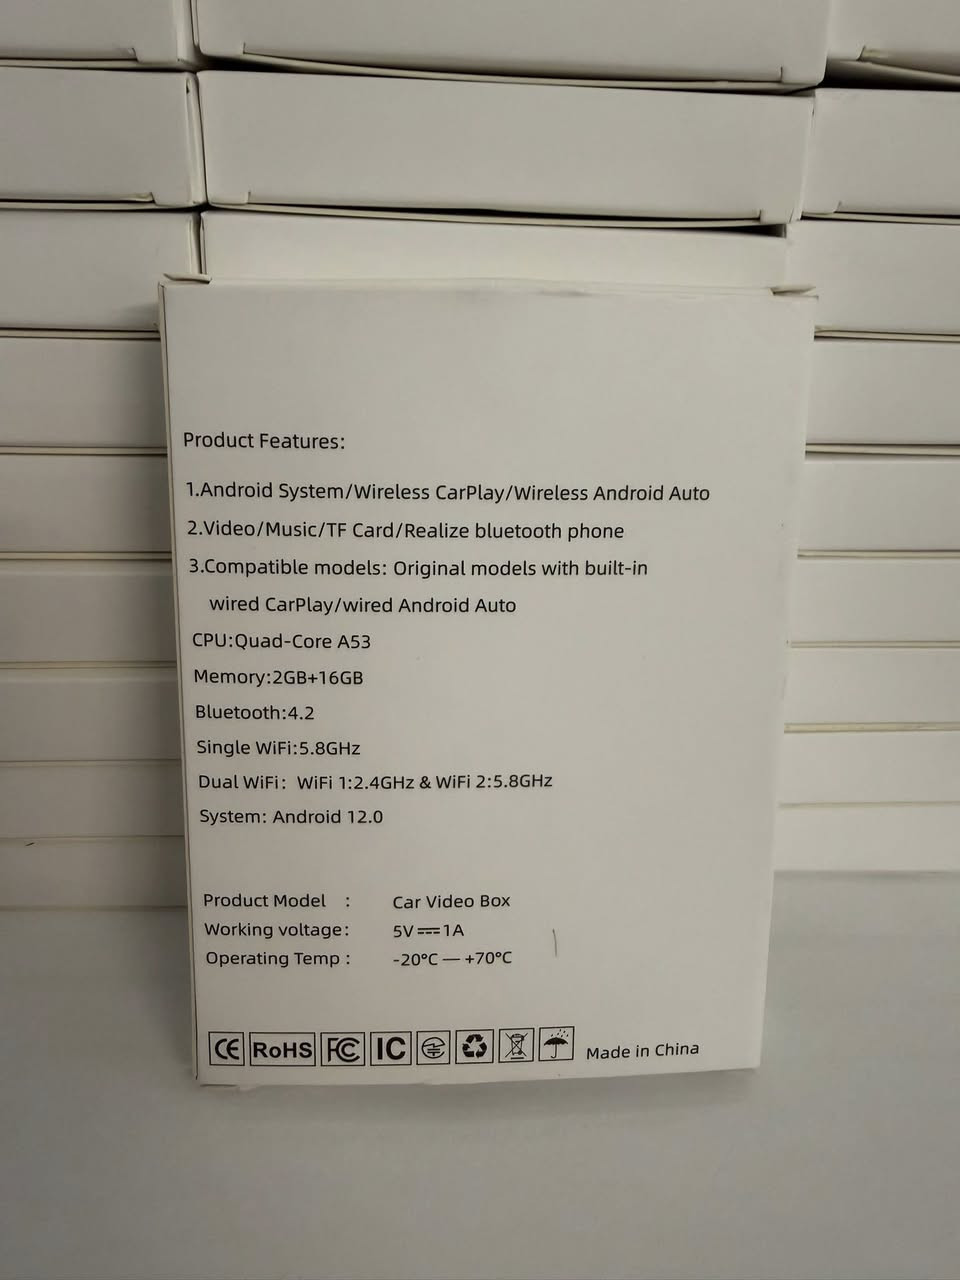 Product Features:
1.Android System/Wireless CarPlay/Wireless Android Auto
2.Video/Music/TF Card/Realize bluetooth phone
3.Compatible models: Original models with built-in
wired CarPlay/wired Android Auto
CPU:Quad-Core A53
Memory:2GB+16GB
Bluetooth:4.2
Single WiFi:5.8GHz
Dual WiFi: WiFi 1:2.4GHz & WiFi 2:5.8GHz
System: Android 12.0
Product Model : Car Video Box
Working voltage: 5V⎓1A
Operating Temp : -20°C — +70°C
CE RoHS FC IC Made in China